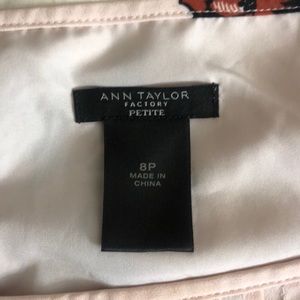 ANN TAYLOR
FACTORY
PETITE
8P
MADE IN
CHINA